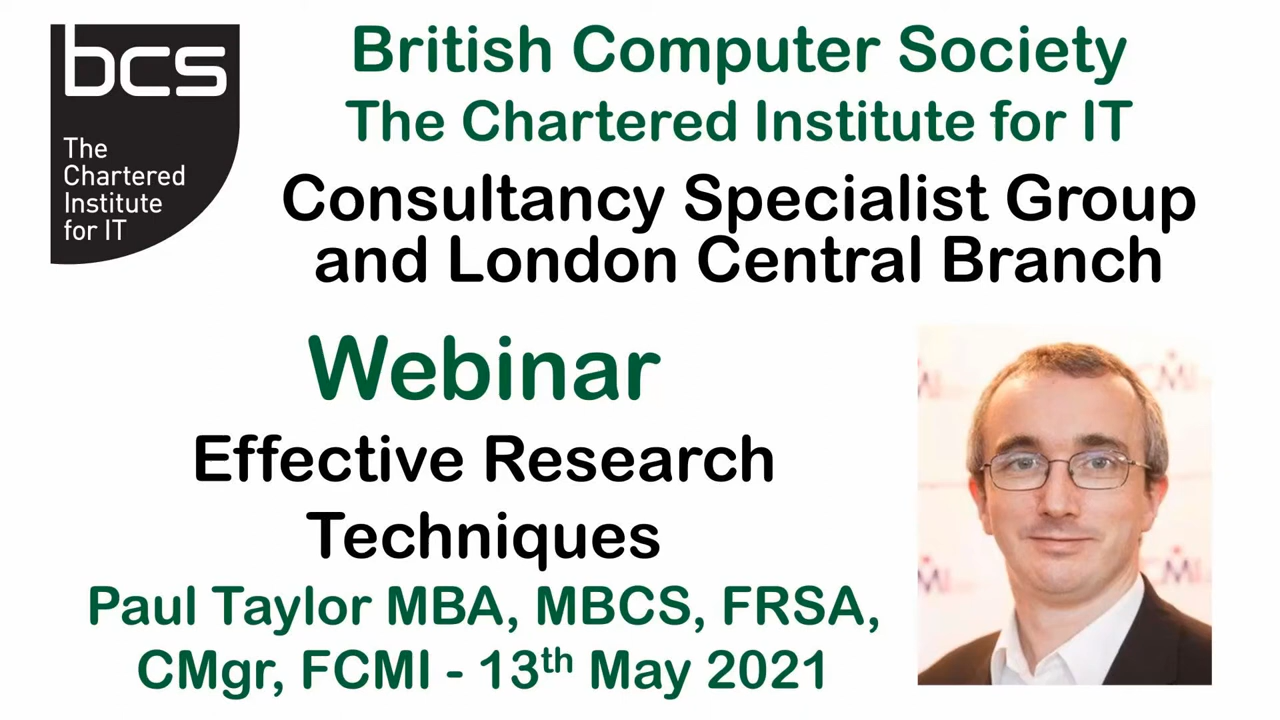 bcs
The
Chartered
Institute
for IT
British Computer Society
The Chartered Institute for IT
Consultancy Specialist Group
and London Central Branch
Webinar
Effective Research
Techniques
Paul Taylor MBA, MBCS, FRSA,
CMgr, FCMI - 13th May 2021